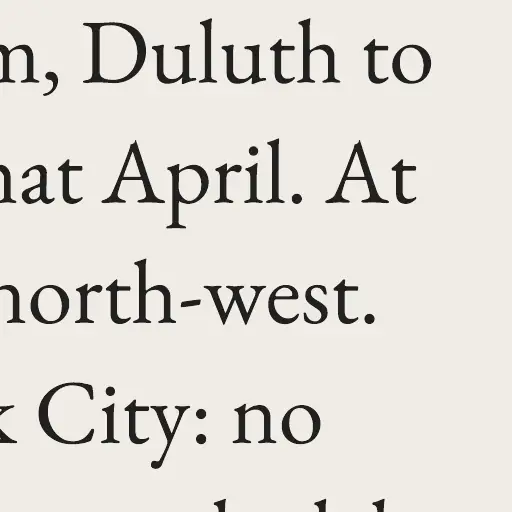 m, Duluth to
hat April. At
north-west.
k City: no